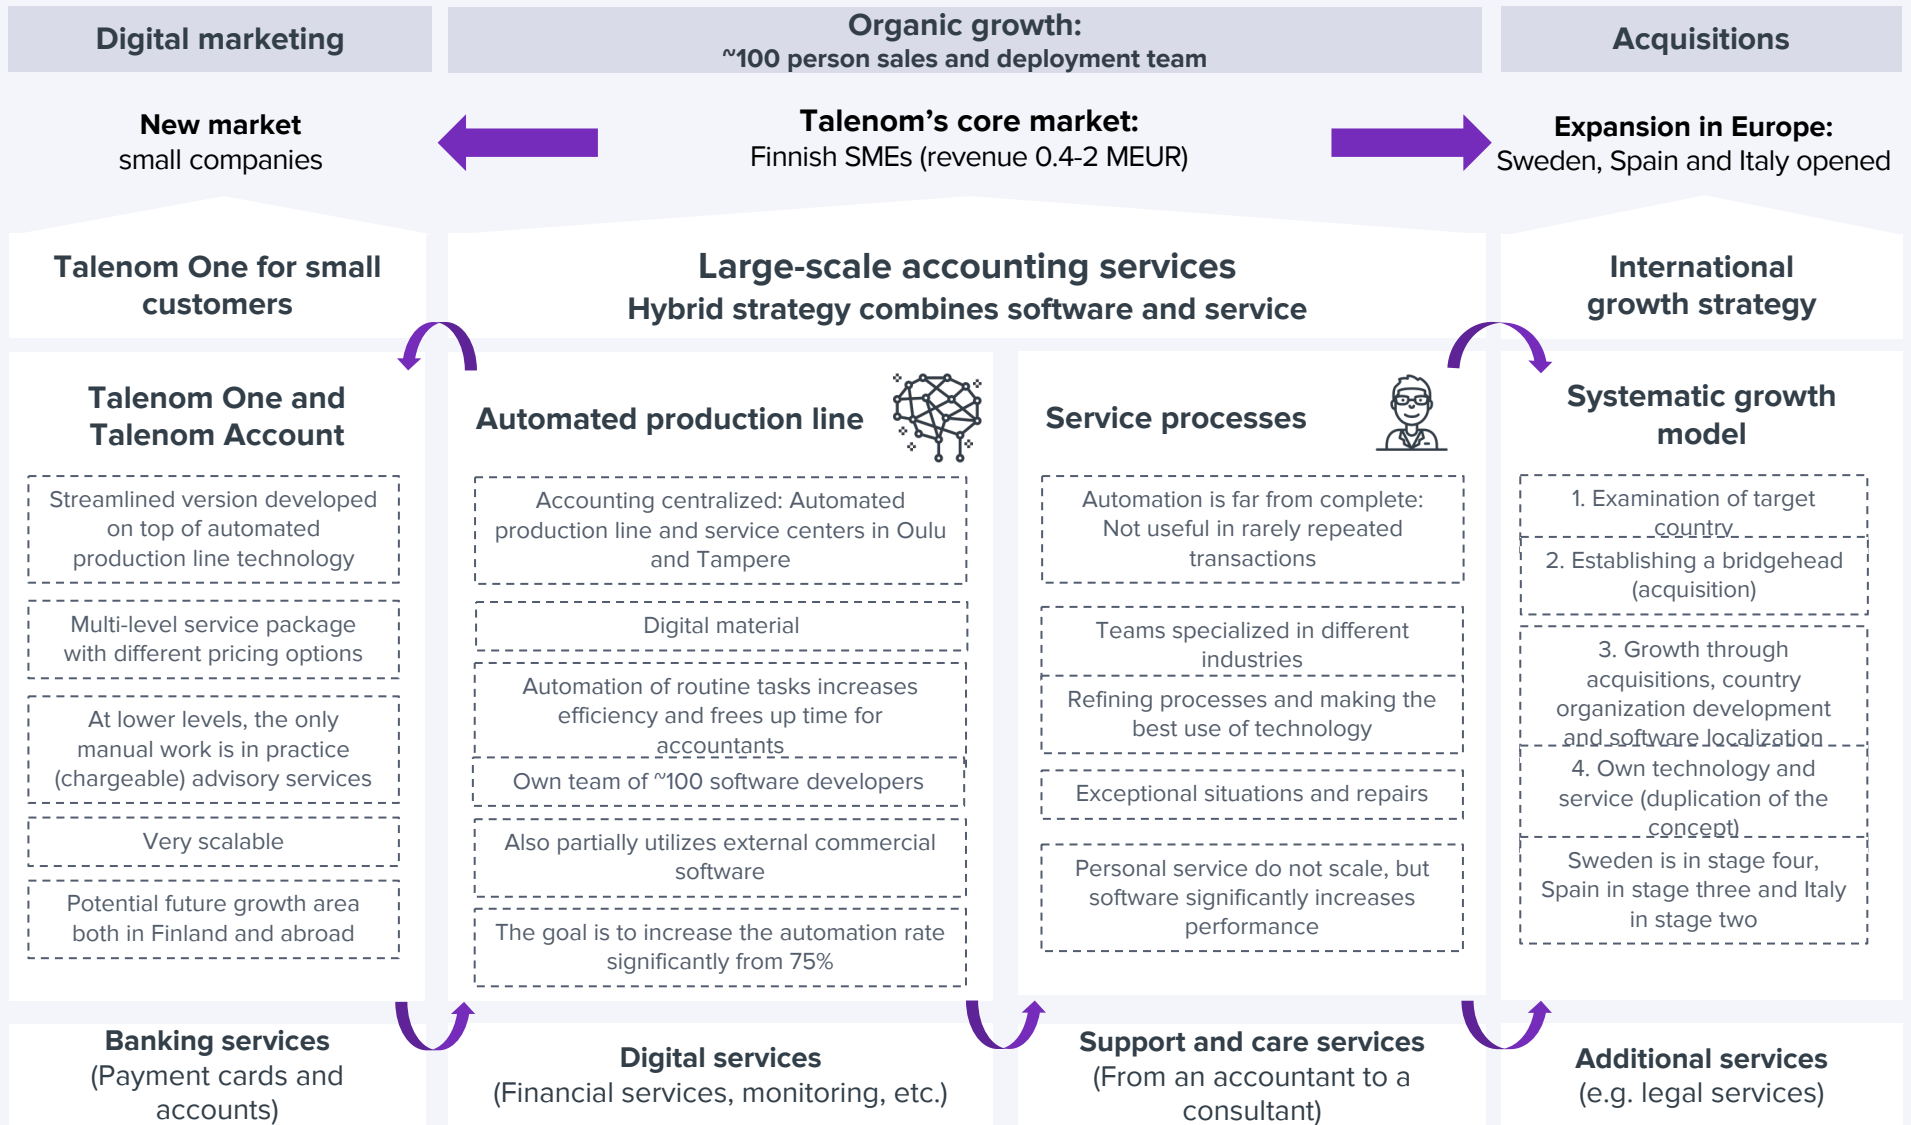 Digital marketing
Organic growth:
~100 person sales and deployment team
Acquisitions
New market
small companies
Talenom's core market:
Finnish SMEs (revenue 0.4-2 MEUR)
Expansion in Europe:
Sweden, Spain and Italy opened
Talenom One for small
customers
Large-scale accounting services
Hybrid strategy combines software and service
International
growth strategy
Talenom One and
Talenom Account
Streamlined version developed
on top of automated
production line technology
Multi-level service package
with different pricing options
At lower levels, the only
manual work is in practice
(chargeable) advisory services
Very scalable
Potential future growth area
both in Finland and abroad
Automated production line
Accounting centralized: Automated
production line and service centers in Oulu
and Tampere
Digital material
Automation of routine tasks increases
efficiency and frees up time for
accountants
Own team of ~100 software developers
Also partially utilizes external commercial
software
The goal is to increase the automation rate
significantly from 75%
Service processes
Automation is far from complete:
Not useful in rarely repeated
transactions
Teams specialized in different
industries
Refining processes and making the
best use of technology
Exceptional situations and repairs
Personal service do not scale, but
software significantly increases
performance
Systematic growth
model
1. Examination of target
country
2. Establishing a bridgehead
(acquisition)
3. Growth through
acquisitions, country
organization development
and software localization
4. Own technology and
service (duplication of the
concept)
Sweden is in stage four,
Spain in stage three and Italy
in stage two
Banking services
(Payment cards and
accounts)
Digital services
(Financial services, monitoring, etc.)
Support and care services
(From an accountant to a
consultant)
Additional services
(e.g. legal services)